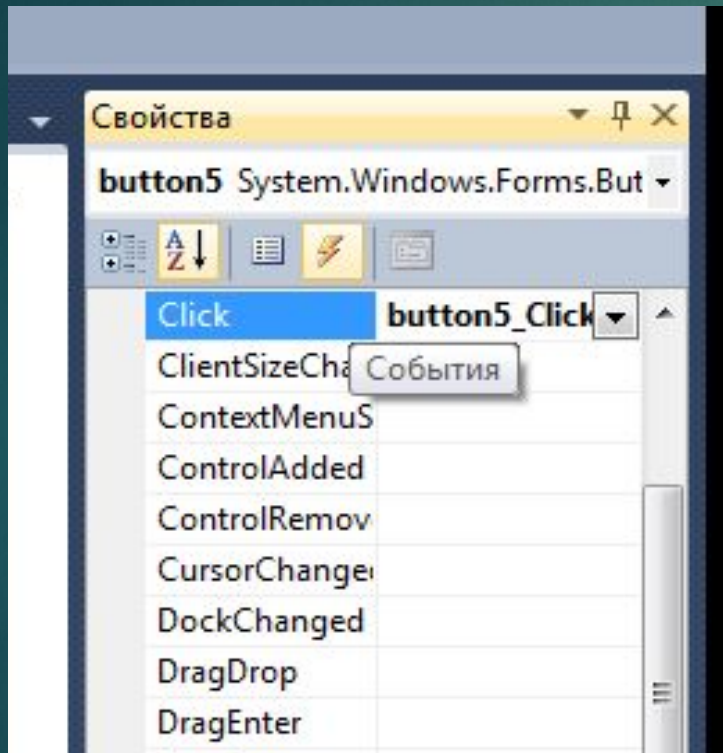 Свойства
button5 System.Windows.Forms.But
Click button5_Click
ClientSizeCha
События
ContextMenuS
ControlAdded
ControlRemov
CursorChange
DockChanged
DragDrop
DragEnter